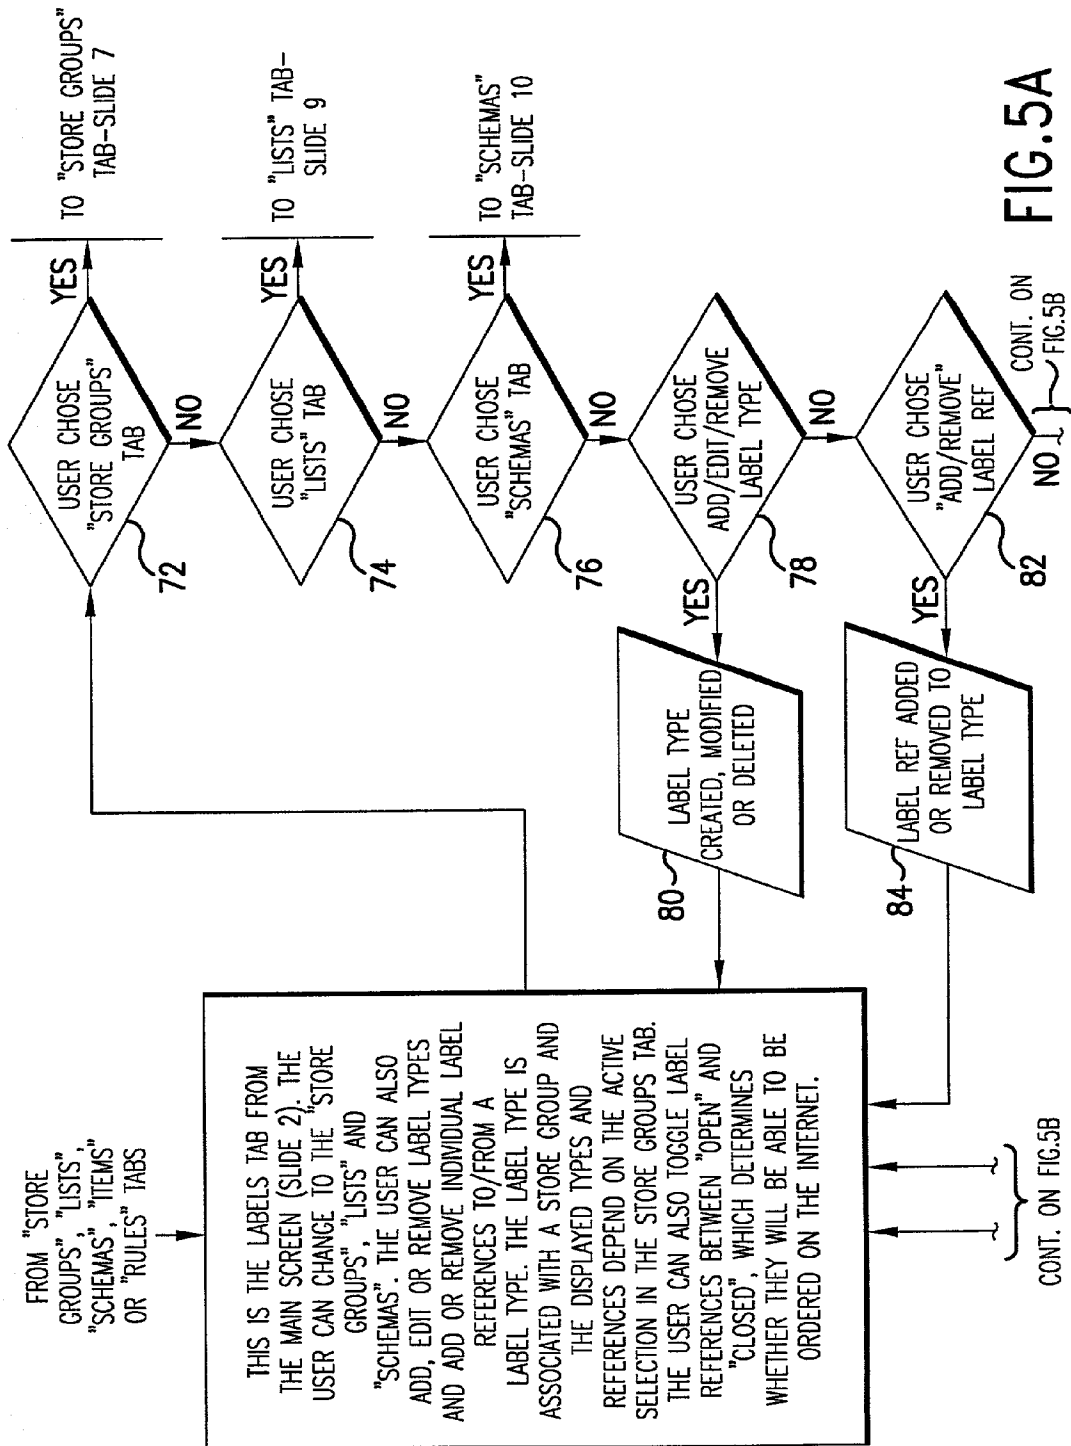 FROM "STORE
GROUPS", "LISTS",
"SCHEMAS", "ITEMS"
OR "RULES" TABS
THIS IS THE LABELS TAB FROM
THE MAIN SCREEN (SLIDE 2). THE
USER CAN CHANGE TO THE "STORE
GROUPS", "LISTS" AND
"SCHEMAS". THE USER CAN ALSO
ADD, EDIT OR REMOVE LABEL TYPES
AND ADD OR REMOVE INDIVIDUAL LABEL
REFERENCES TO/FROM A
LABEL TYPE. THE LABEL TYPE IS
ASSOCIATED WITH A STORE GROUP AND
THE DISPLAYED TYPES AND
REFERENCES DEPEND ON THE ACTIVE
SELECTION IN THE STORE GROUPS TAB.
THE USER CAN ALSO TOGGLE LABEL
REFERENCES BETWEEN "OPEN" AND
"CLOSED", WHICH DETERMINES
WHETHER THEY WILL BE ABLE TO BE
ORDERED ON THE INTERNET.
CONT. ON FIG.5B
USER CHOSE
"STORE GROUPS"
TAB
72
YES
TO "STORE GROUPS"
TAB-SLIDE 7
NO
USER CHOSE
"LISTS" TAB
74
YES
TO "LISTS" TAB-
SLIDE 9
NO
USER CHOSE
"SCHEMAS" TAB
76
YES
TO "SCHEMAS"
TAB-SLIDE 10
NO
USER CHOSE
ADD/EDIT/REMOVE
LABEL TYPE
78
YES
LABEL TYPE
CREATED, MODIFIED
OR DELETED
80
NO
USER CHOSE
"ADD/REMOVE"
LABEL REF
82
YES
LABEL REF ADDED
OR REMOVED TO
LABEL TYPE
84
NO
CONT. ON
FIG.5B
FIG.5A